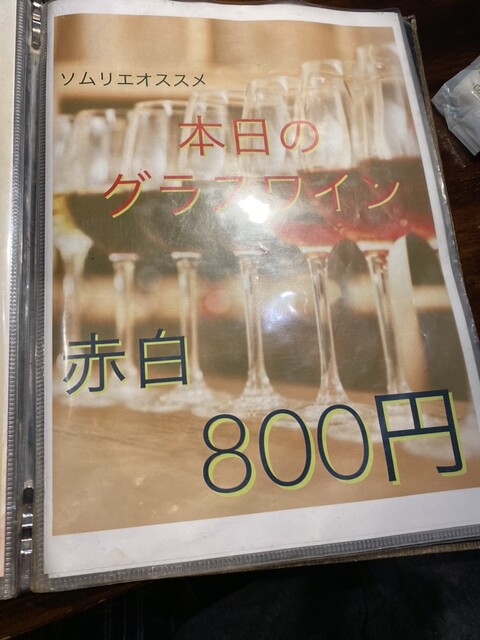 ソムリエオススメ
本日の
グラスワイン
赤白
800円